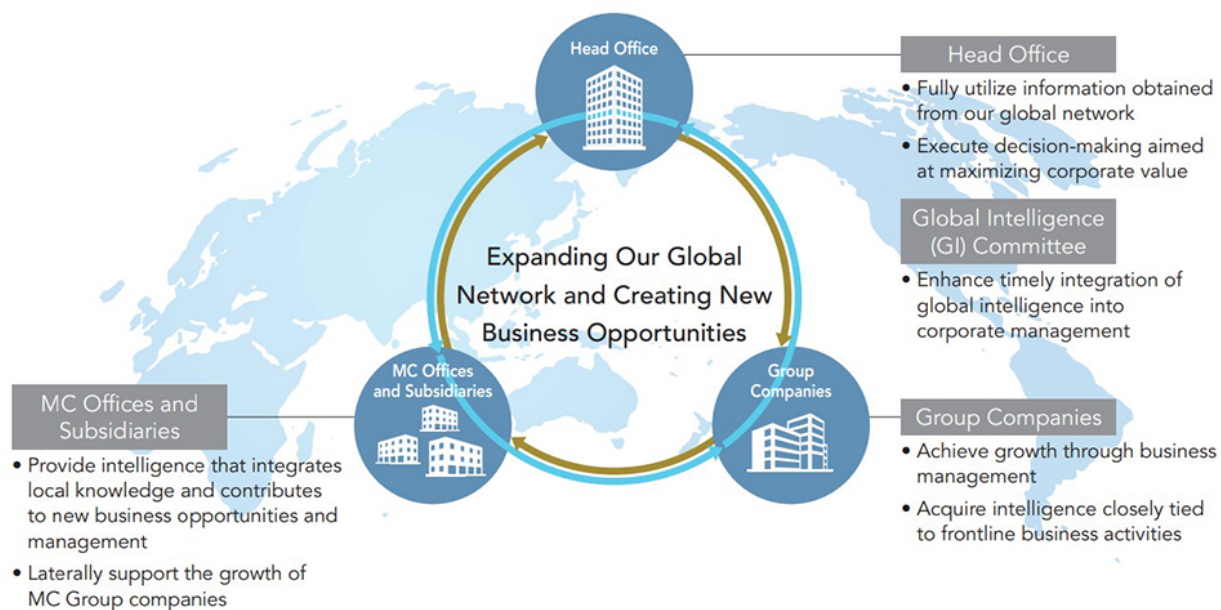 Head Office
Head Office
• Fully utilize information obtained
from our global network
• Execute decision-making aimed
at maximizing corporate value
Global Intelligence
(GI) Committee
• Enhance timely integration of
global intelligence into
corporate management
Expanding Our Global
Network and Creating New
Business Opportunities
MC Offices
and Subsidiaries
Group
Companies
MC Offices and
Subsidiaries
• Provide intelligence that integrates
local knowledge and contributes
to new business opportunities and
management
• Laterally support the growth of
MC Group companies
Group Companies
• Achieve growth through business
management
• Acquire intelligence closely tied
to frontline business activities